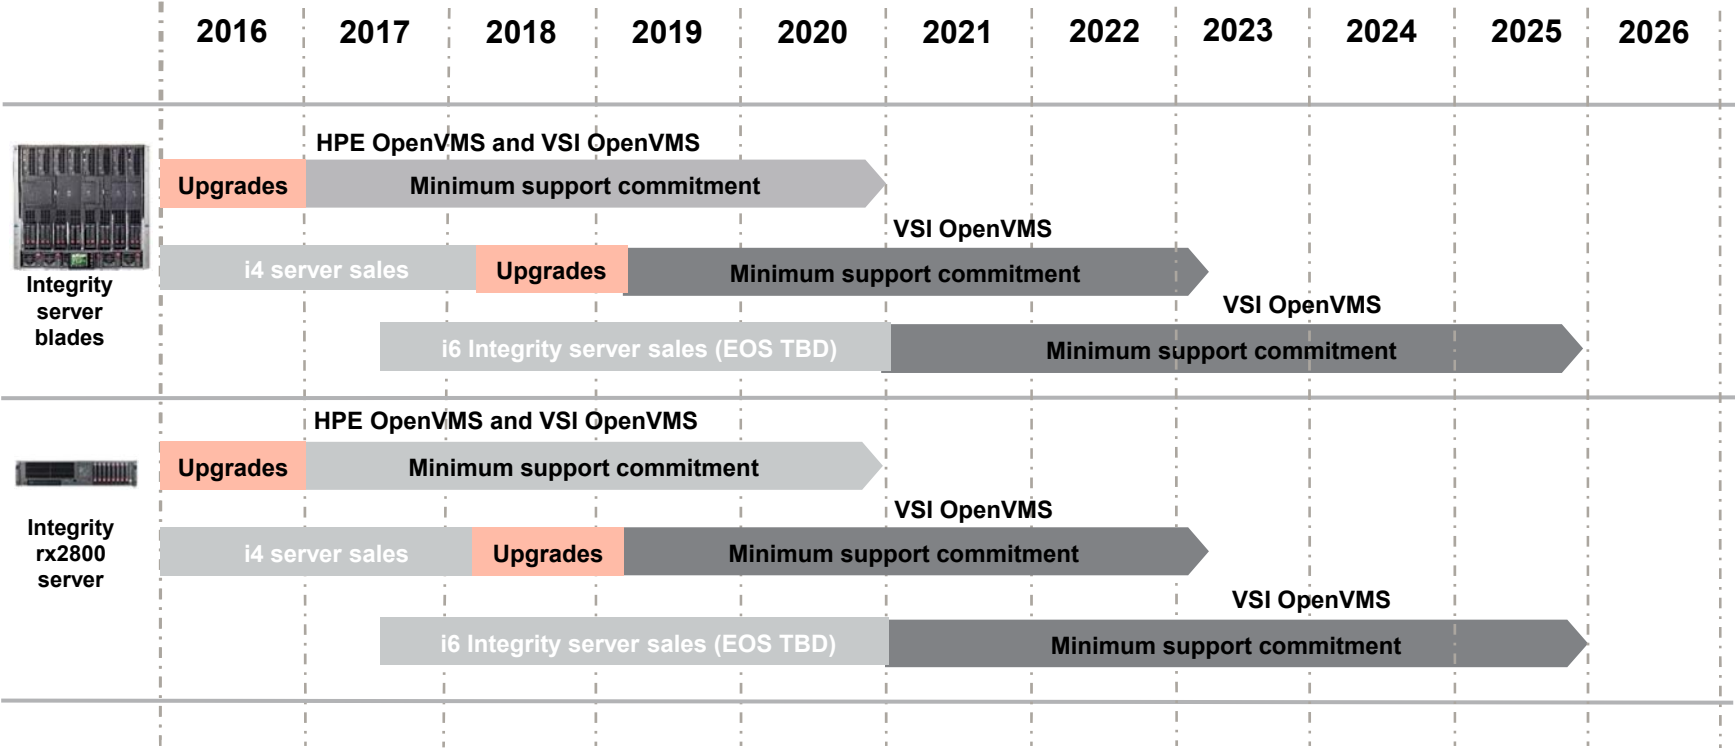 2016 2017 2018 2019 2020 2021 2022 2023 2024 2025 2026
HPE OpenVMS and VSI OpenVMS
Upgrades Minimum support commitment
VSI OpenVMS
i4 server sales Upgrades Minimum support commitment
Integrity
server
blades
VSI OpenVMS
i6 Integrity server sales (EOS TBD) Minimum support commitment
HPE OpenVMS and VSI OpenVMS
Upgrades Minimum support commitment
VSI OpenVMS
Integrity
rx2800
server
i4 server sales Upgrades Minimum support commitment
VSI OpenVMS
i6 Integrity server sales (EOS TBD) Minimum support commitment